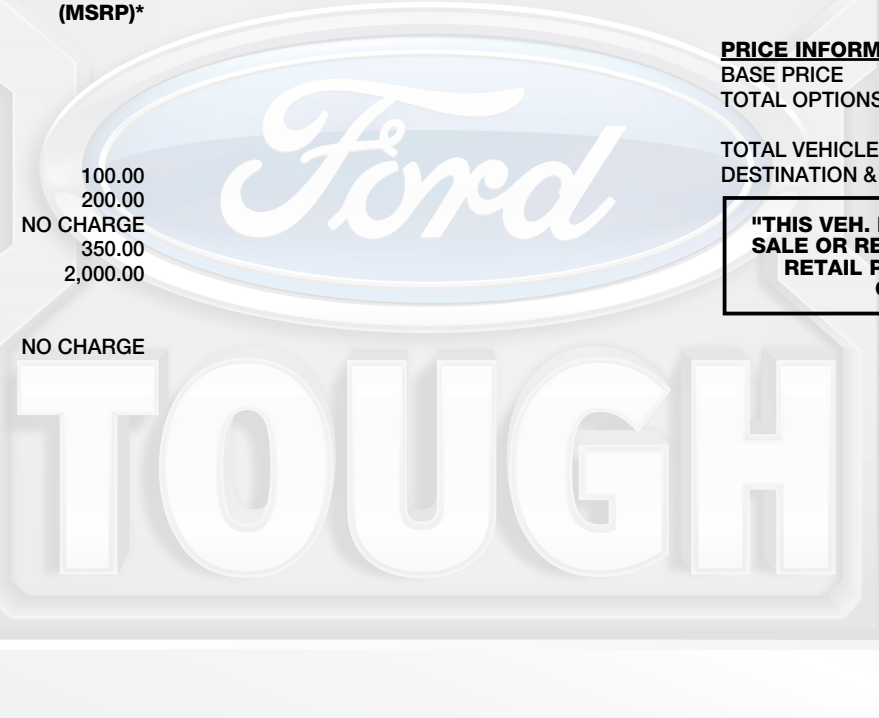 (MSRP)*
100.00
200.00
NO CHARGE
350.00
2,000.00
NO CHARGE
PRICE INFORM
BASE PRICE
TOTAL OPTIONS
TOTAL VEHICLE
DESTINATION &
"THIS VEH.
SALE OR RE
RETAIL P
Ford
TOUGH